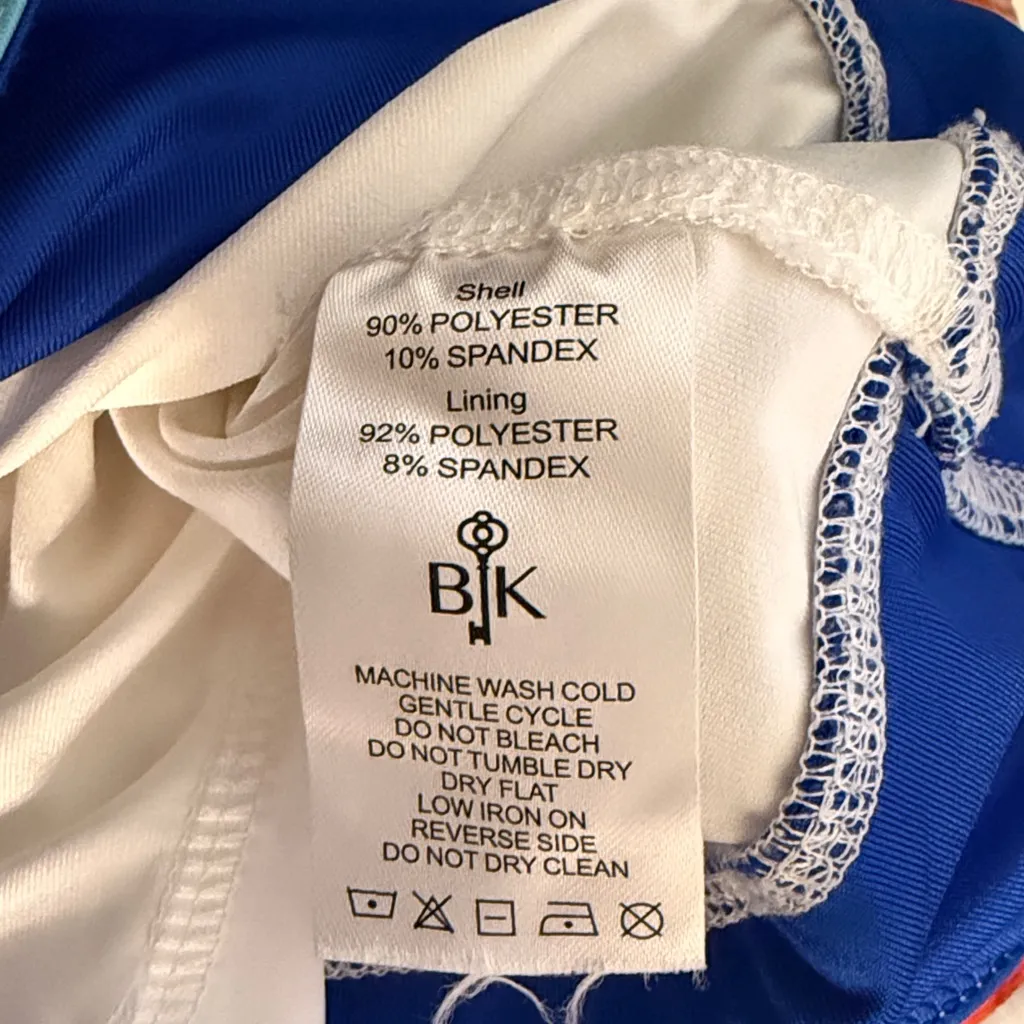 Shell
90% POLYESTER
10% SPANDEX
Lining
92% POLYESTER
8% SPANDEX
BK
MACHINE WASH COLD
GENTLE CYCLE
DO NOT BLEACH
DO NOT TUMBLE DRY
DRY FLAT
LOW IRON ON
REVERSE SIDE
DO NOT DRY CLEAN